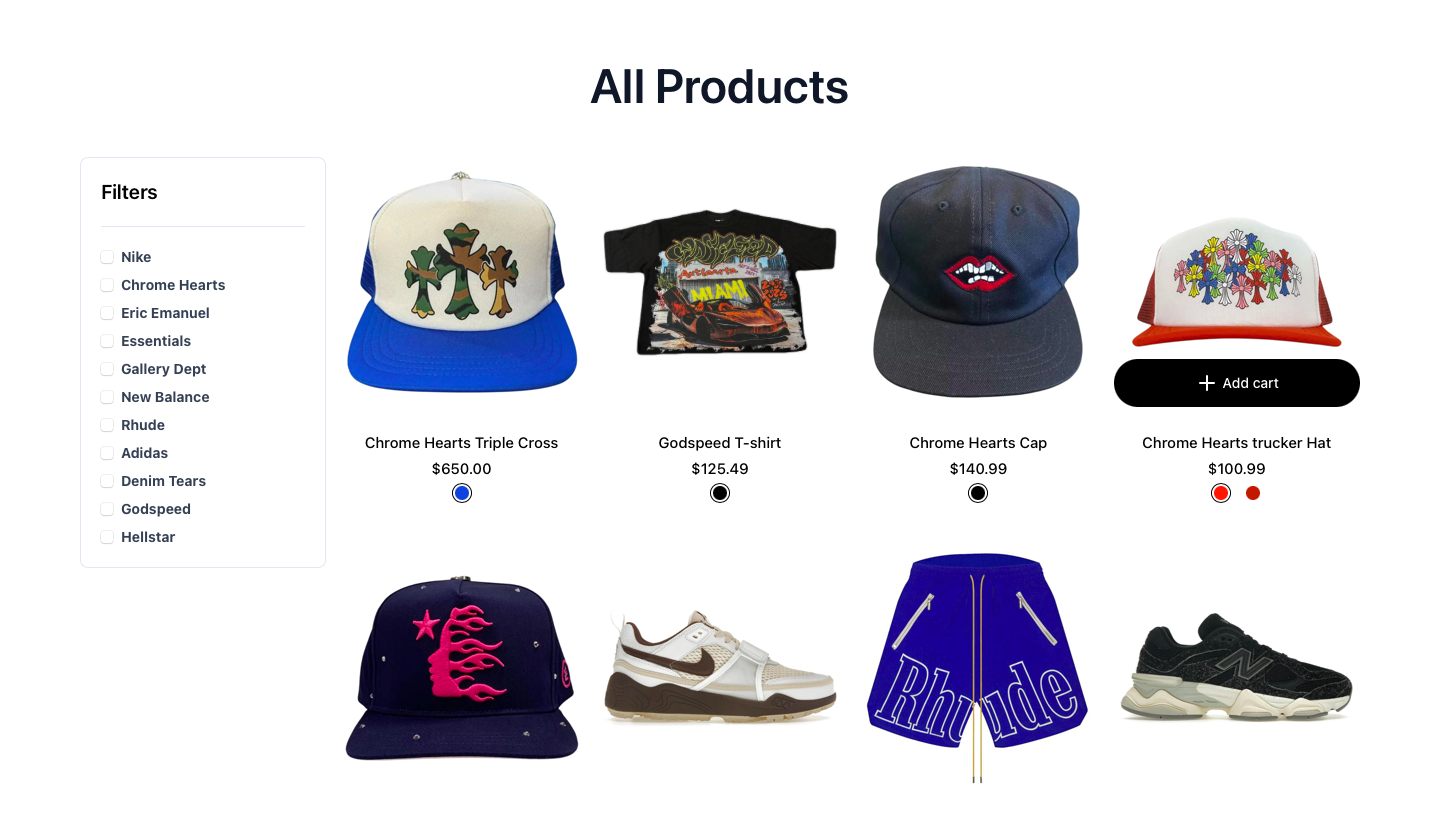 All Products
Filters
Nike
Chrome Hearts
Eric Emanuel
Essentials
Gallery Dept
New Balance
Rhude
Adidas
Denim Tears
Godspeed
Hellstar
GODSPEED
MIAMI
Add cart
Chrome Hearts Triple Cross
$650.00
Godspeed T-shirt
$125.49
Chrome Hearts Cap
$140.99
Chrome Hearts trucker Hat
$100.99
Rhude
N